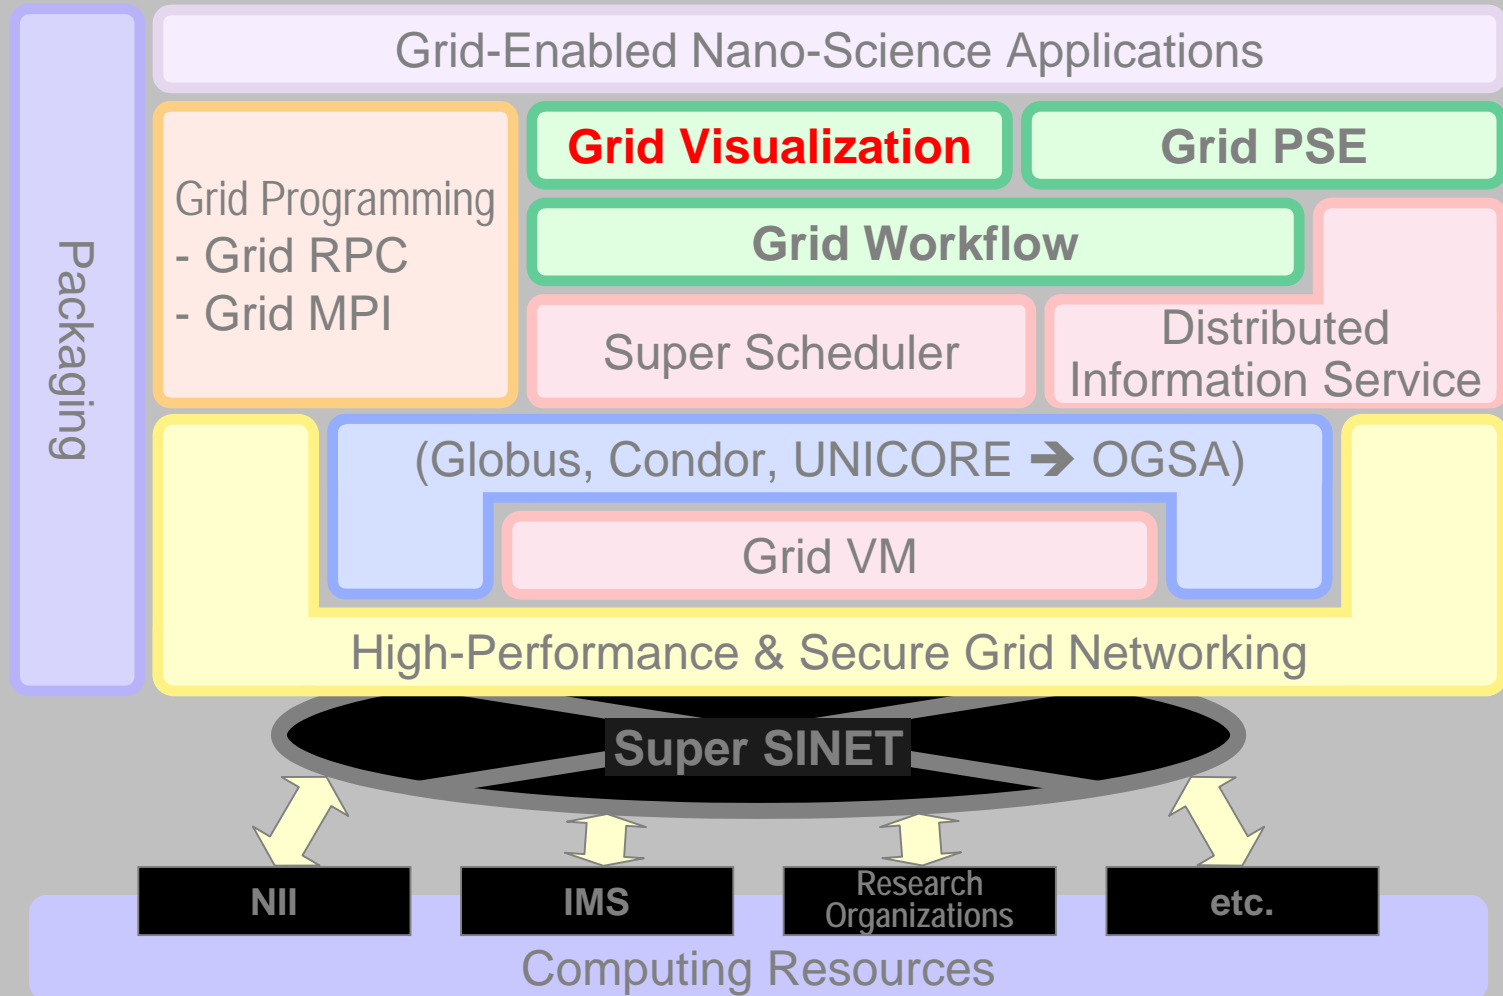 Packaging
Grid-Enabled Nano-Science Applications
Grid Programming
- Grid RPC
- Grid MPI
Grid Visualization
Grid PSE
Grid Workflow
Super Scheduler
Distributed
Information Service
(Globus, Condor, UNICORE ➔ OGSA)
Grid VM
High-Performance & Secure Grid Networking
Super SINET
NII
IMS
Research
Organizations
etc.
Computing Resources